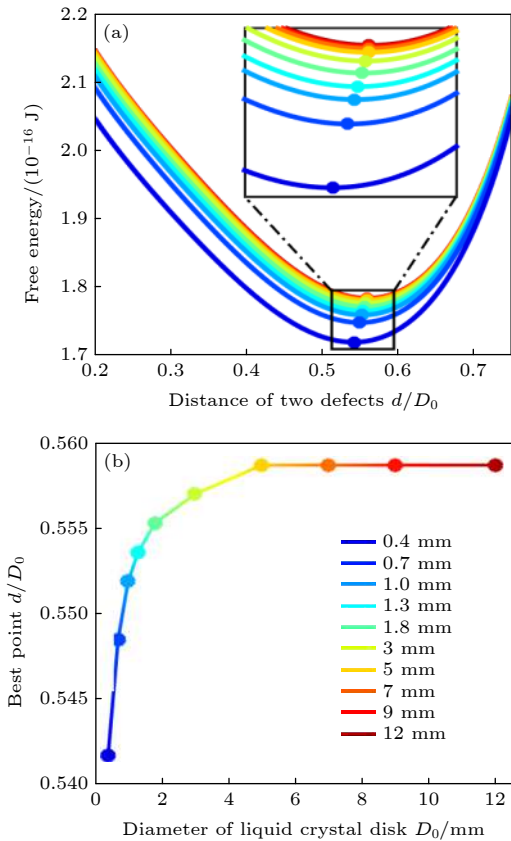 (a)
Free energy/(10⁻¹⁶ J)
2.2
2.1
2.0
1.9
1.8
1.7
0.2
0.3
0.4
0.5
0.6
0.7
Distance of two defects d/D₀
(b)
Best point d/D₀
0.560
0.555
0.550
0.545
0.540
0.4 mm
0.7 mm
1.0 mm
1.3 mm
1.8 mm
3 mm
5 mm
7 mm
9 mm
12 mm
0
2
4
6
8
10
12
Diameter of liquid crystal disk D₀/mm